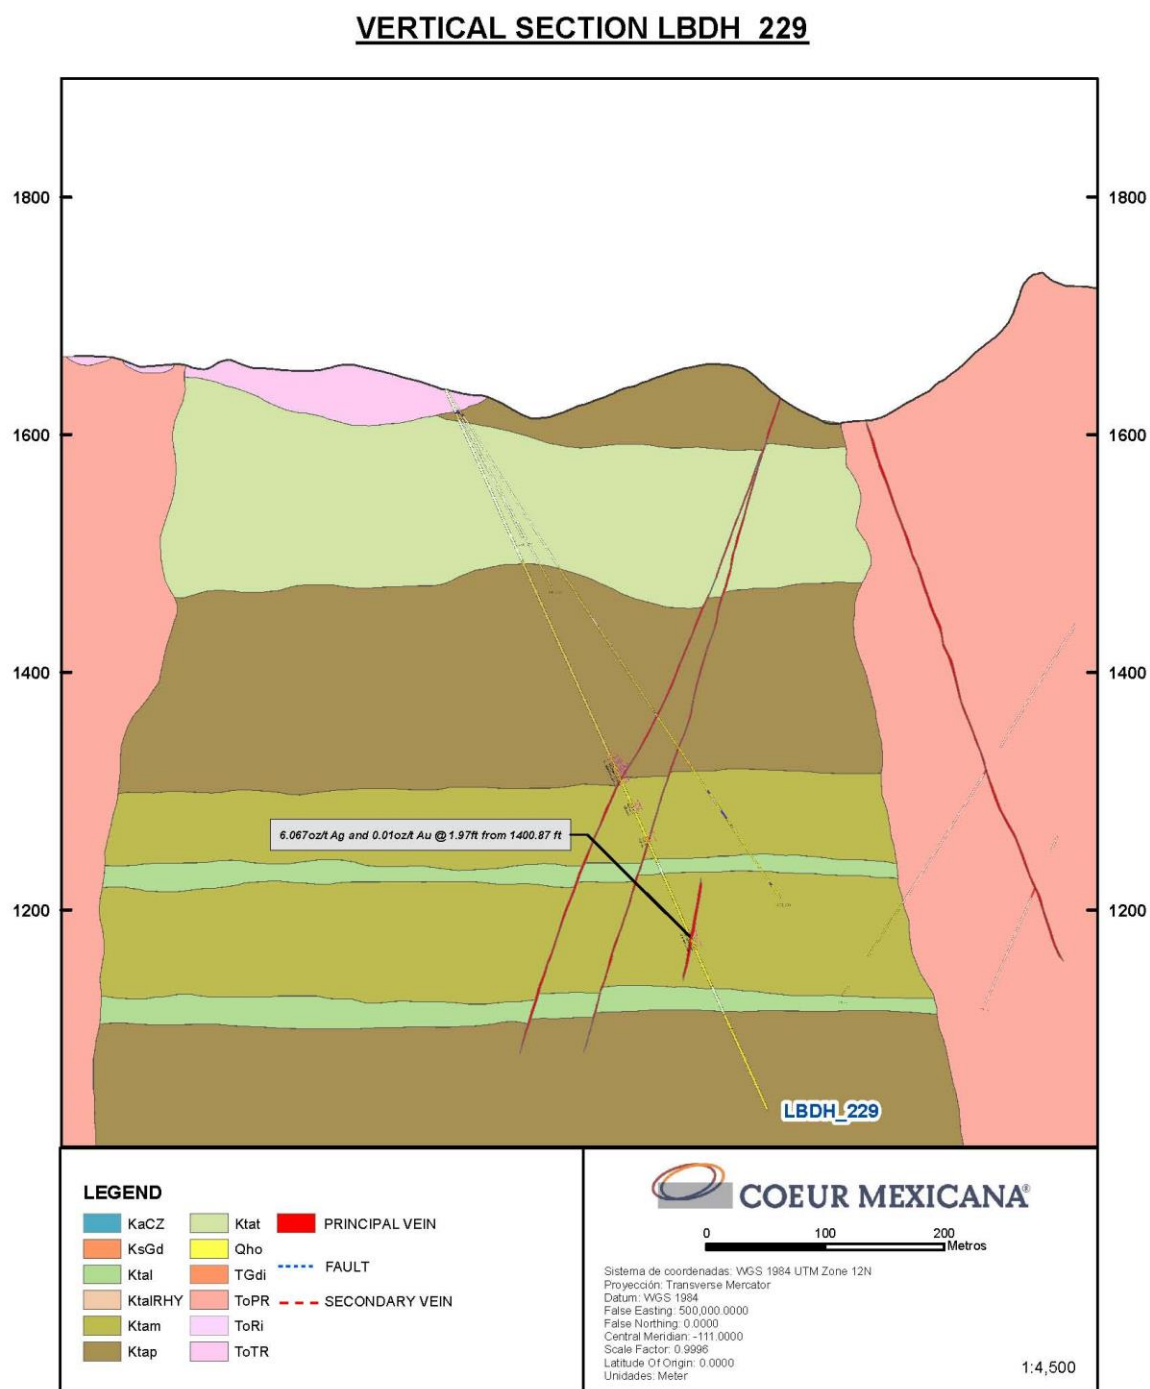 VERTICAL SECTION LBDH_229
1800
1800
1600
1600
1400
1400
6.067oz/t Ag and 0.01oz/t Au @ 1.97ft from 1400.87 ft
1200
1200
LBDH_229
LEGEND
KaCZ
Ktat
PRINCIPAL VEIN
KsGd
Qho
Ktal
TGdi
FAULT
KtalRHY
ToPR
SECONDARY VEIN
Ktam
ToRi
Ktap
ToTR
COEUR MEXICANA®
0 100 200
Metros
Sistema de coordenadas: WGS 1984 UTM Zone 12N
Proyección: Transverse Mercator
Datum: WGS 1984
False Easting: 500,000.0000
False Northing: 0.0000
Central Meridian: -111.0000
Scale Factor: 0.9996
Latitude Of Origin: 0.0000
Unidades: Meter
1:4,500